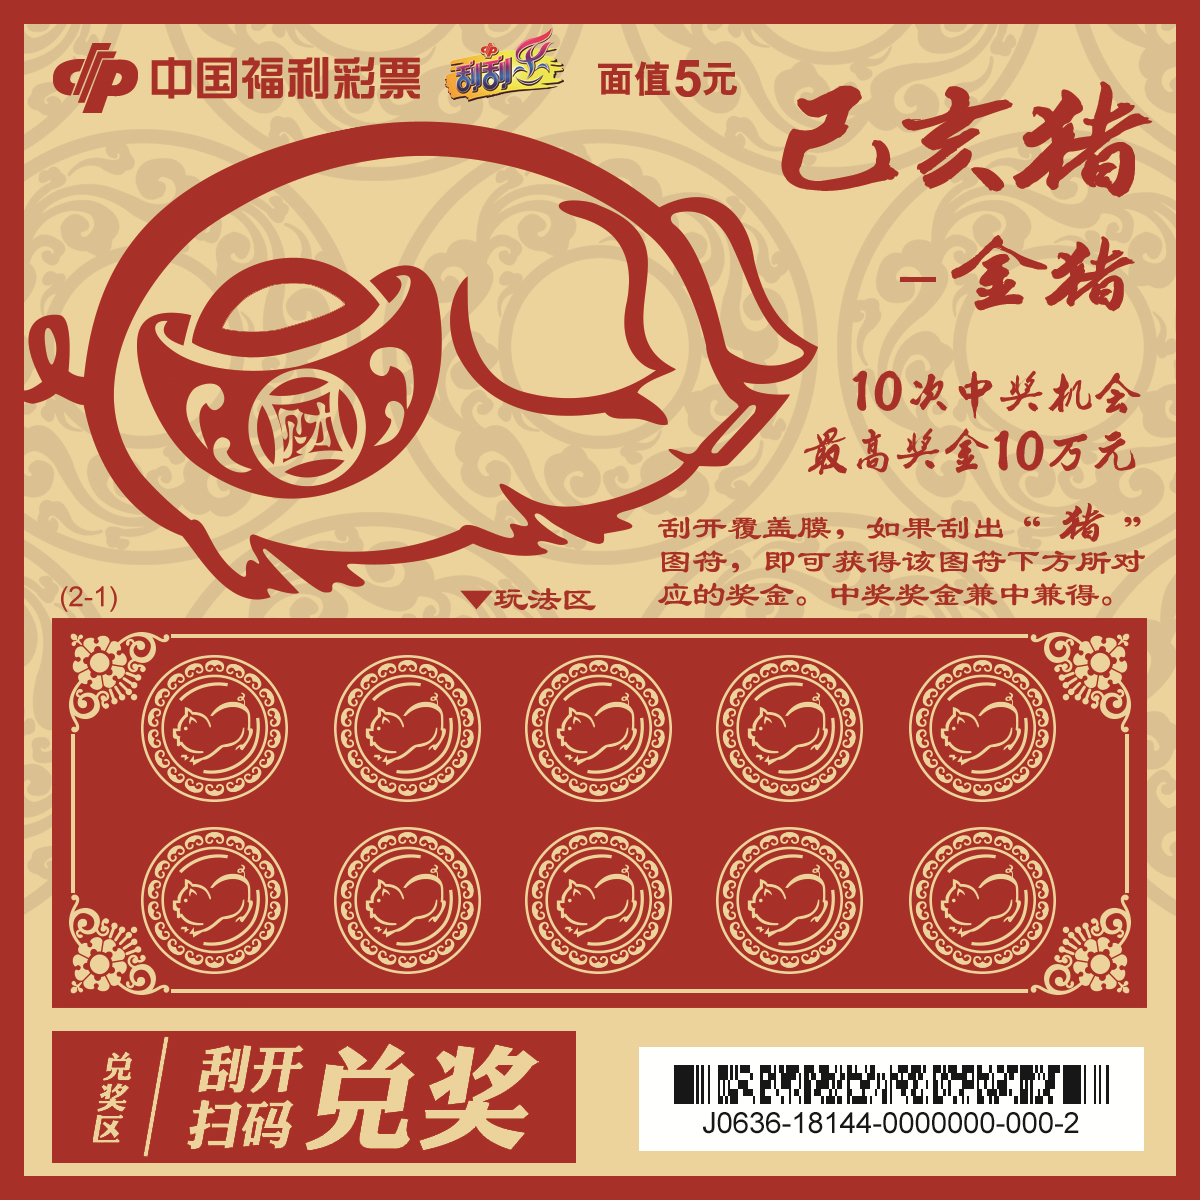 中国福利彩票 刮刮乐 面值5元
己亥猪
-金猪
财
10次中奖机会
最高奖金10万元
刮开覆盖膜，如果刮出“猪”
图符，即可获得该图符下方所对
应的奖金。中奖奖金兼中兼得。
(2-1)
▼玩法区
兑奖区
刮开
扫码
兑奖
J0636-18144-0000000-000-2